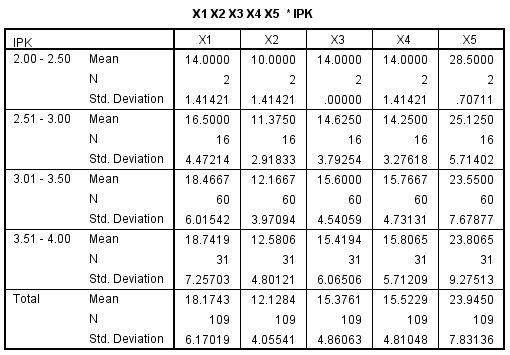 X1 X2 X3 X4 X5 * IPK
IPK X1 X2 X3 X4 X5
2.00 - 2.50 Mean 14.0000 10.0000 14.0000 14.0000 28.5000
N 2 2 2 2 2
Std. Deviation 1.41421 1.41421 .00000 1.41421 .70711
2.51 - 3.00 Mean 16.5000 11.3750 14.6250 14.2500 25.1250
N 16 16 16 16 16
Std. Deviation 4.47214 2.91833 3.79254 3.27618 5.71402
3.01 - 3.50 Mean 18.4667 12.1667 15.6000 15.7667 23.5500
N 60 60 60 60 60
Std. Deviation 6.01542 3.97094 4.54059 4.73131 7.67877
3.51 - 4.00 Mean 18.7419 12.5806 15.4194 15.8065 23.8065
N 31 31 31 31 31
Std. Deviation 7.25703 4.80121 6.06506 5.71209 9.27513
Total Mean 18.1743 12.1284 15.3761 15.5229 23.9450
N 109 109 109 109 109
Std. Deviation 6.17019 4.05541 4.86063 4.81048 7.83136